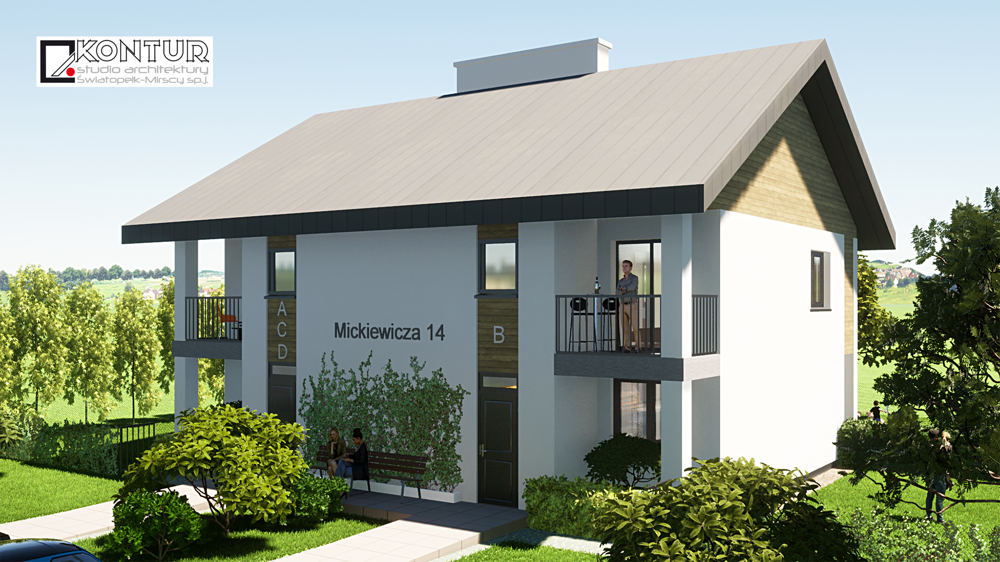 KONTUR
studio architektury
Światopełk-Mirscy sp.j.
A
C
D
Mickiewicza 14
B